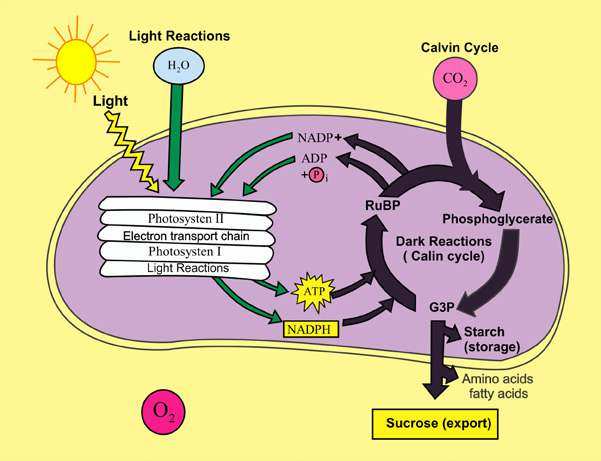 Light Reactions
H₂O
Light
Calvin Cycle
CO₂
NADP+
ADP
+ P i
RuBP
Phosphoglycerate
Photosysten II
Electron transport chain
Photosysten I
Light Reactions
Dark Reactions
( Calin cycle)
ATP
NADPH
G3P
Starch
(storage)
Amino acids
fatty acids
O₂
Sucrose (export)